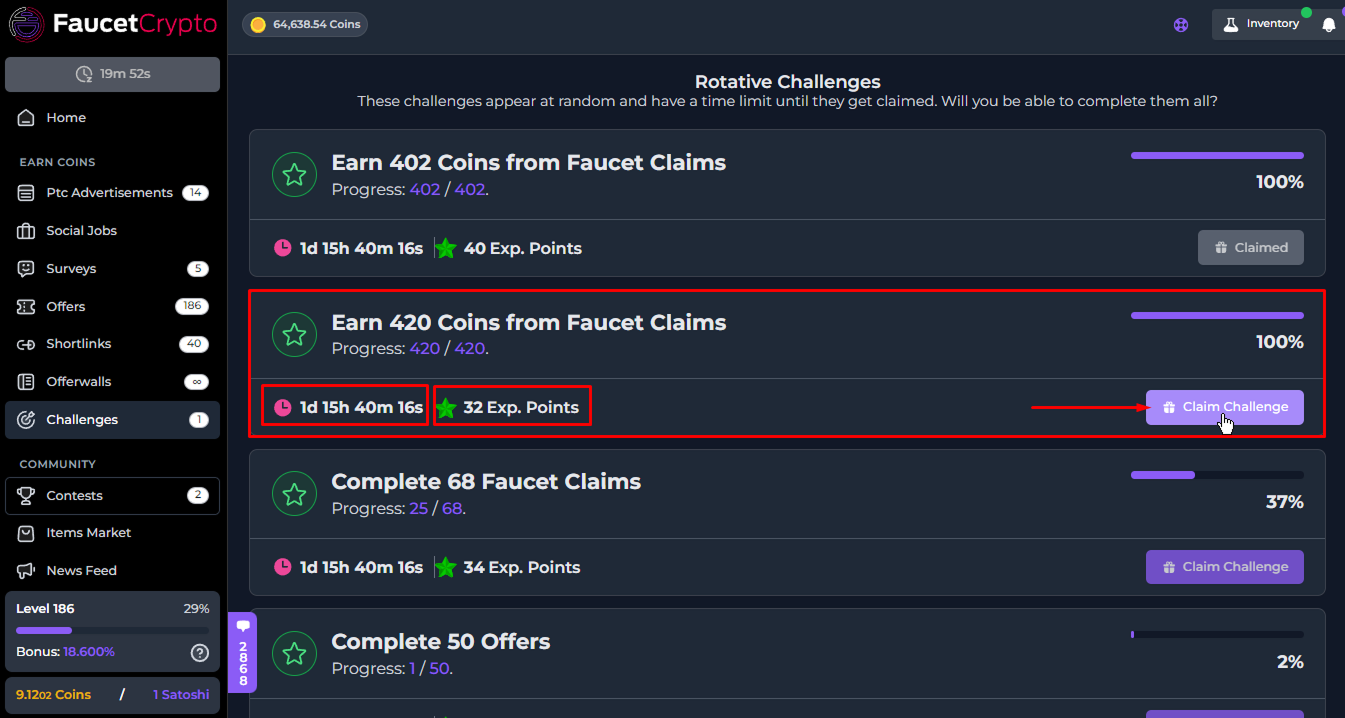 FaucetCrypto
64,638.54 Coins
Inventory
19m 52s
Home
EARN COINS
Ptc Advertisements 14
Social Jobs
Surveys 5
Offers 186
Shortlinks 40
Offerwalls ∞
Challenges 1
COMMUNITY
Contests 2
Items Market
News Feed
Level 186 29%
Bonus: 18.600% ?
9.12oz Coins / 1 Satoshi
2868
Rotative Challenges
These challenges appear at random and have a time limit until they get claimed. Will you be able to complete them all?
Earn 402 Coins from Faucet Claims
Progress: 402 / 402.
100%
1d 15h 40m 16s 40 Exp. Points Claimed
Earn 420 Coins from Faucet Claims
Progress: 420 / 420.
100%
1d 15h 40m 16s 32 Exp. Points Claim Challenge
Complete 68 Faucet Claims
Progress: 25 / 68.
37%
1d 15h 40m 16s 34 Exp. Points Claim Challenge
Complete 50 Offers
Progress: 1 / 50.
2%